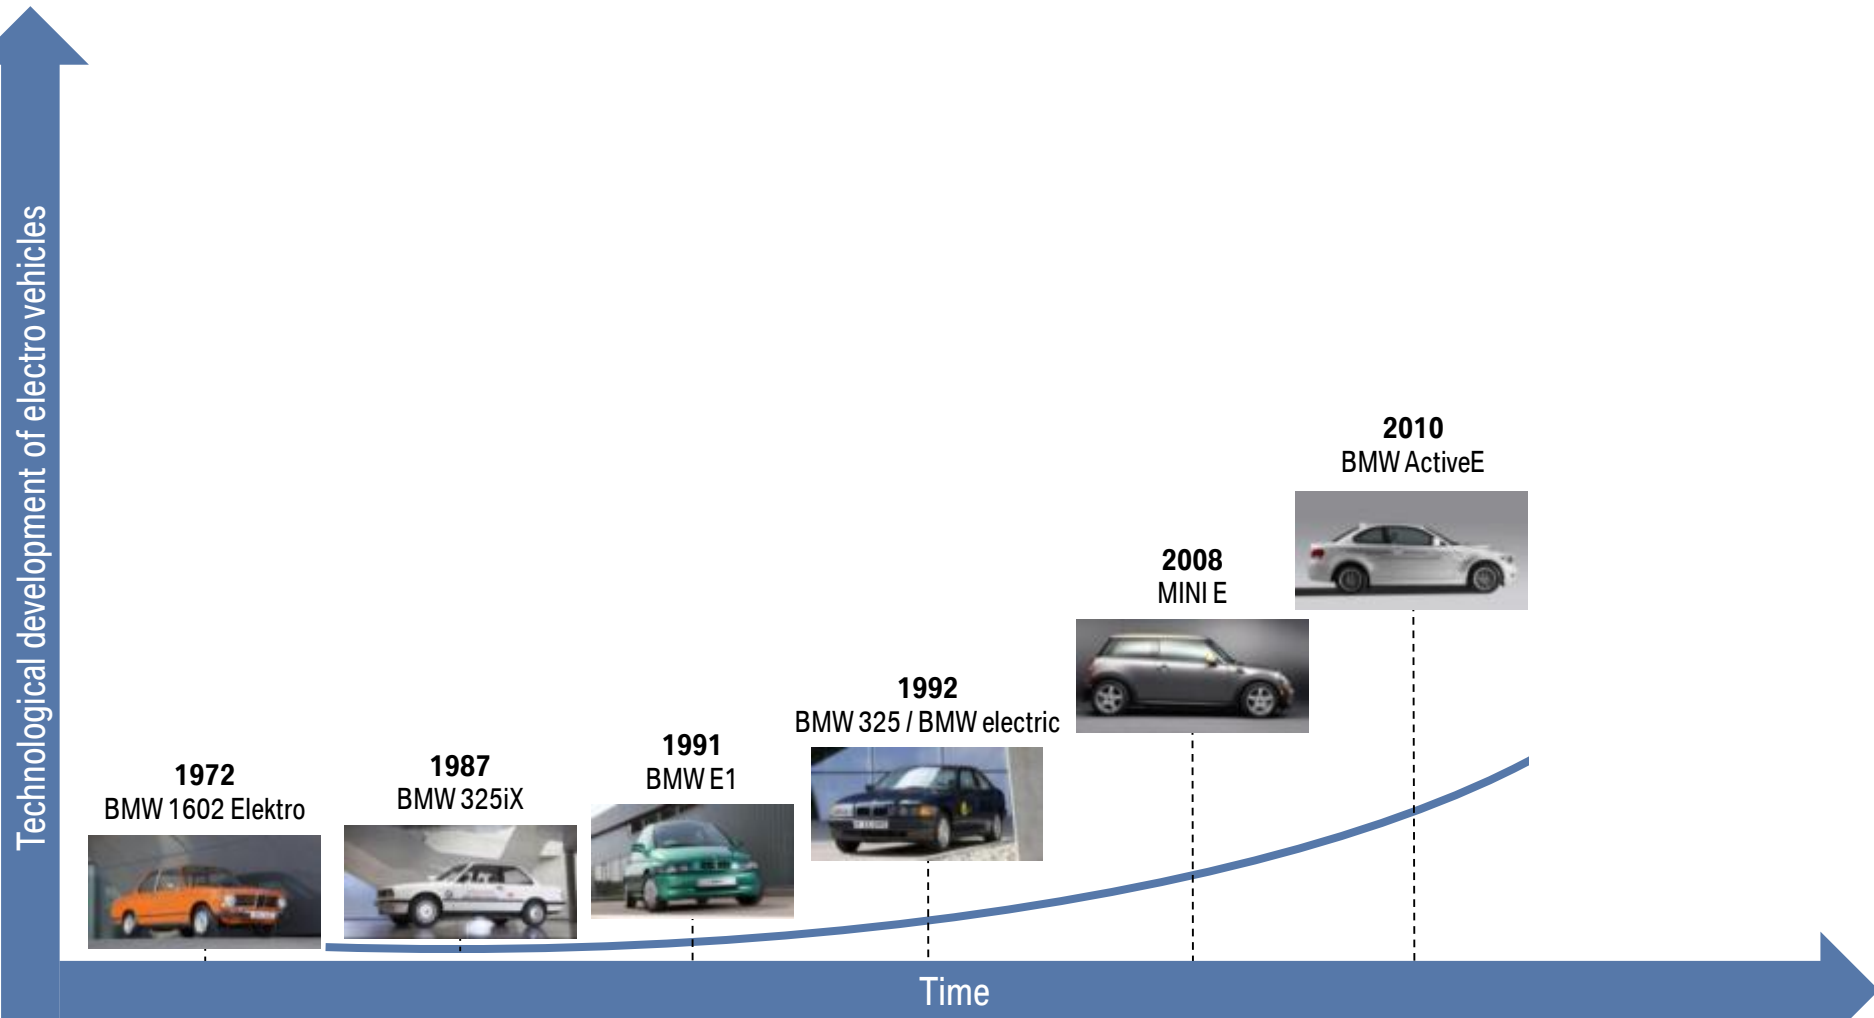 Technological development of electro vehicles
1972
BMW 1602 Elektro
1987
BMW 325iX
1991
BMW E1
1992
BMW 325 / BMW electric
2008
MINI E
2010
BMW ActiveE
Time